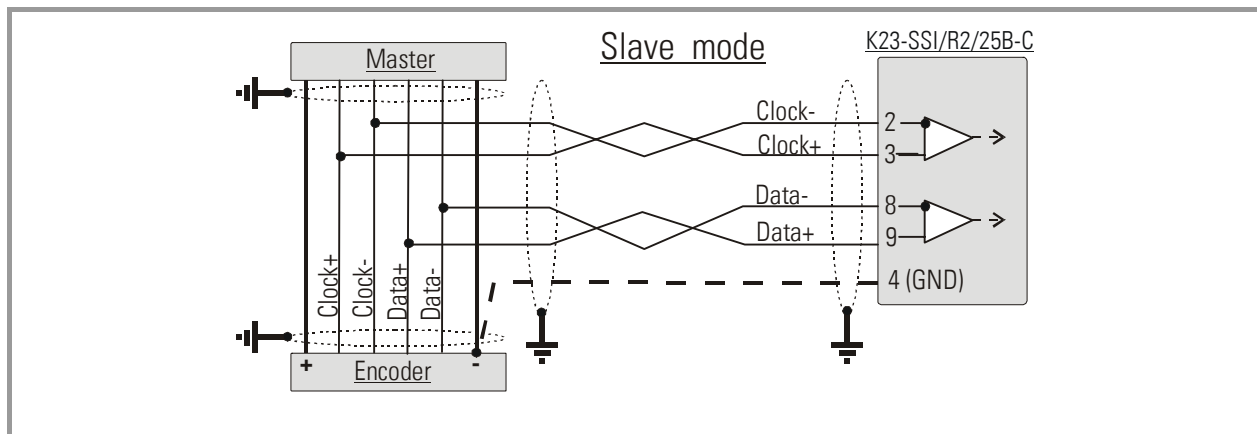 Slave mode
K23-SSI/R2/25B-C
Master
Clock- 2
Clock+ 3
Data- 8
Data+ 9
4 (GND)
Clock+
Clock-
Data+
Data-
+ -
Encoder